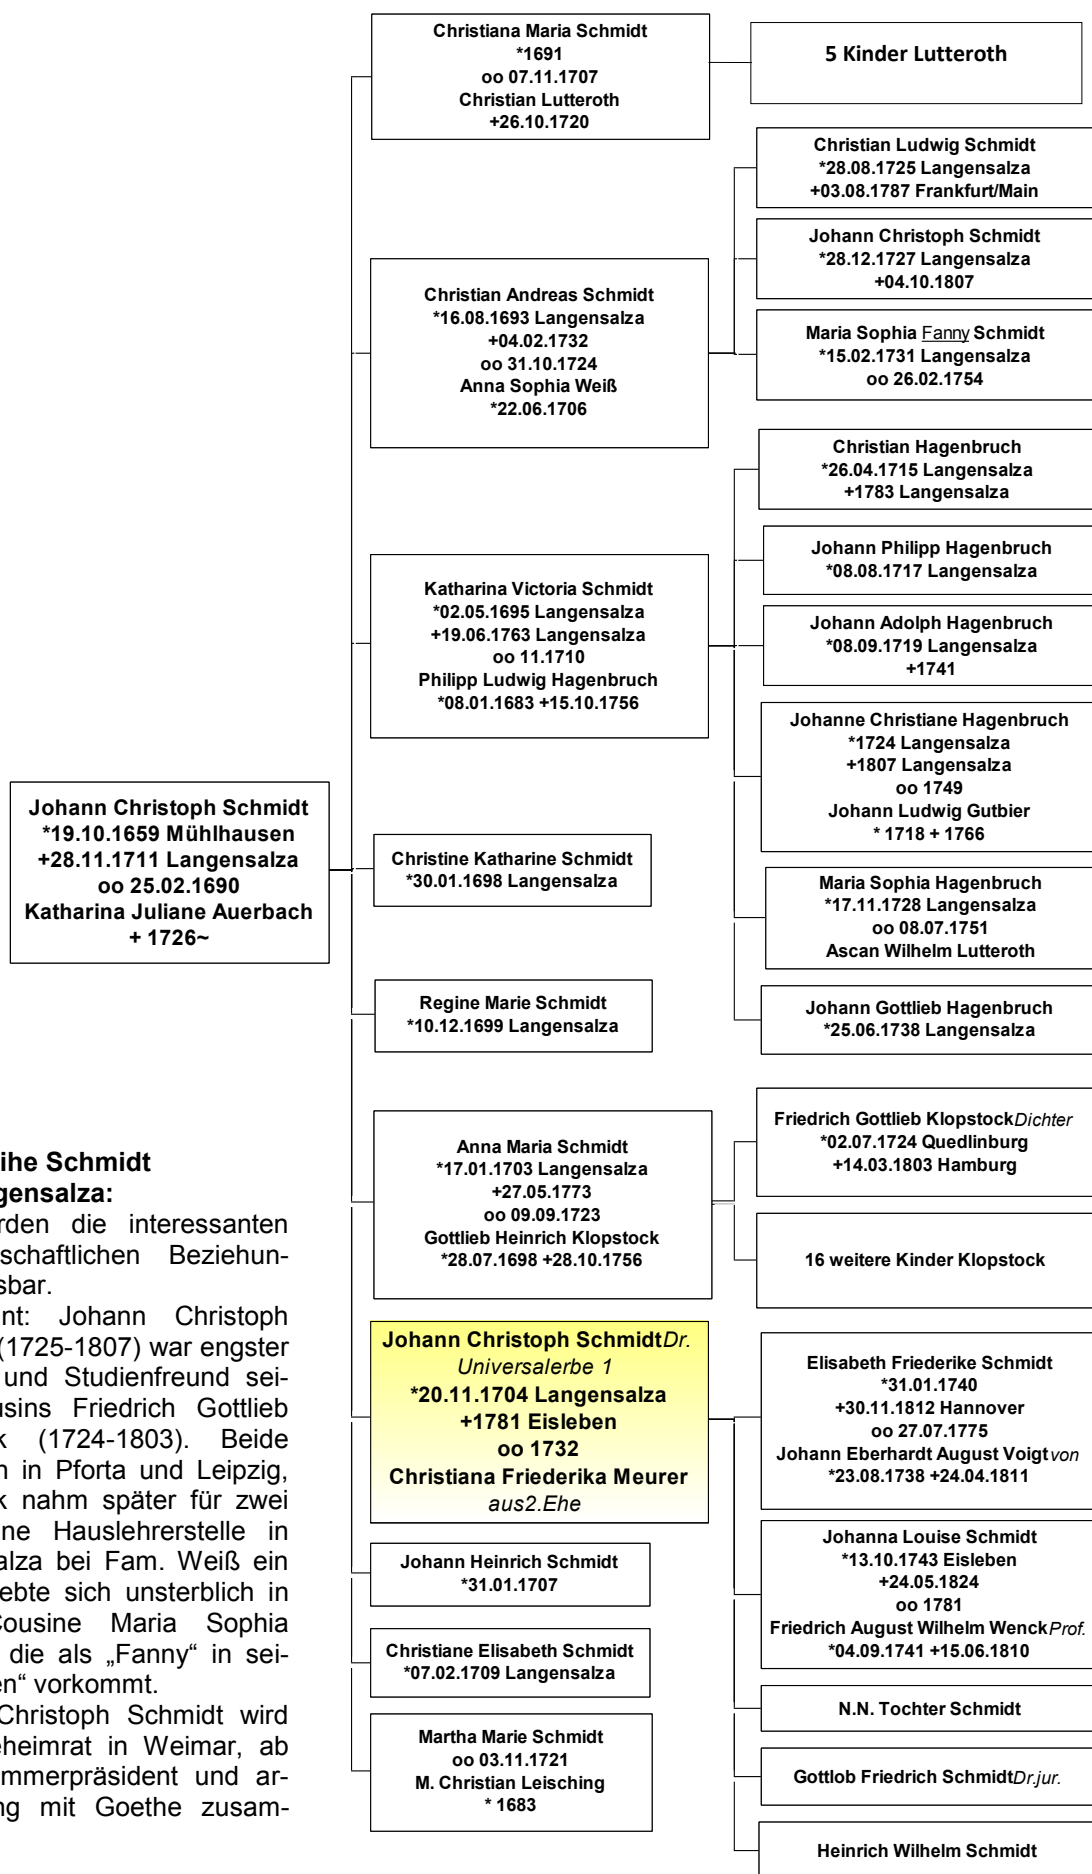 Christiana Maria Schmidt
*1691
oo 07.11.1707
Christian Lutteroth
+26.10.1720
5 Kinder Lutteroth
Christian Ludwig Schmidt
*28.08.1725 Langensalza
+03.08.1787 Frankfurt/Main
Johann Christoph Schmidt
*28.12.1727 Langensalza
+04.10.1807
Maria Sophia Fanny Schmidt
*15.02.1731 Langensalza
oo 26.02.1754
Christian Andreas Schmidt
*16.08.1693 Langensalza
+04.02.1732
oo 31.10.1724
Anna Sophia Weiß
*22.06.1706
Christian Hagenbruch
*26.04.1715 Langensalza
+1783 Langensalza
Johann Philipp Hagenbruch
*08.08.1717 Langensalza
Johann Adolph Hagenbruch
*08.09.1719 Langensalza
+1741
Katharina Victoria Schmidt
*02.05.1695 Langensalza
+19.06.1763 Langensalza
oo 11.1710
Philipp Ludwig Hagenbruch
*08.01.1683 +15.10.1756
Johanne Christiane Hagenbruch
*1724 Langensalza
+1807 Langensalza
oo 1749
Johann Ludwig Gutbier
* 1718 + 1766
Johann Christoph Schmidt
*19.10.1659 Mühlhausen
+28.11.1711 Langensalza
oo 25.02.1690
Katharina Juliane Auerbach
+ 1726~
Christine Katharine Schmidt
*30.01.1698 Langensalza
Maria Sophia Hagenbruch
*17.11.1728 Langensalza
oo 08.07.1751
Ascan Wilhelm Lutteroth
Regine Marie Schmidt
*10.12.1699 Langensalza
Johann Gottlieb Hagenbruch
*25.06.1738 Langensalza
Anna Maria Schmidt
*17.01.1703 Langensalza
+27.05.1773
oo 09.09.1723
Gottlieb Heinrich Klopstock
*28.07.1698 +28.10.1756
Friedrich Gottlieb Klopstock Dichter
*02.07.1724 Quedlinburg
+14.03.1803 Hamburg
16 weitere Kinder Klopstock
Johann Christoph Schmidt Dr.
Universalerbe 1
*20.11.1704 Langensalza
+1781 Eisleben
oo 1732
Christiana Friederika Meurer
aus2.Ehe
Elisabeth Friederike Schmidt
*31.01.1740
+30.11.1812 Hannover
oo 27.07.1775
Johann Eberhardt August Voigt von
*23.08.1738 +24.04.1811
Johanna Louise Schmidt
*13.10.1743 Eisleben
+24.05.1824
oo 1781
Friedrich August Wilhelm Wenck Prof.
*04.09.1741 +15.06.1810
Johann Heinrich Schmidt
*31.01.1707
Christiane Elisabeth Schmidt
*07.02.1709 Langensalza
Martha Marie Schmidt
oo 03.11.1721
M. Christian Leisching
* 1683
N.N. Tochter Schmidt
Gottlob Friedrich Schmidt Dr.jur.
Heinrich Wilhelm Schmidt
ihe Schmidt
gensalza:
rden die interessanten
schaftlichen Beziehun-
sbar.
nt: Johann Christoph
(1725-1807) war engster
und Studienfreund sei-
usins Friedrich Gottlieb
k (1724-1803). Beide
n in Pforta und Leipzig,
k nahm später für zwei
ne Hauslehrerstelle in
alza bei Fam. Weiß ein
ebte sich unsterblich in
Cousine Maria Sophia
die als „Fanny“ in sei-
en“ vorkommt.
Christoph Schmidt wird
eheimrat in Weimar, ab
ammerpräsident und ar-
ng mit Goethe zusam-